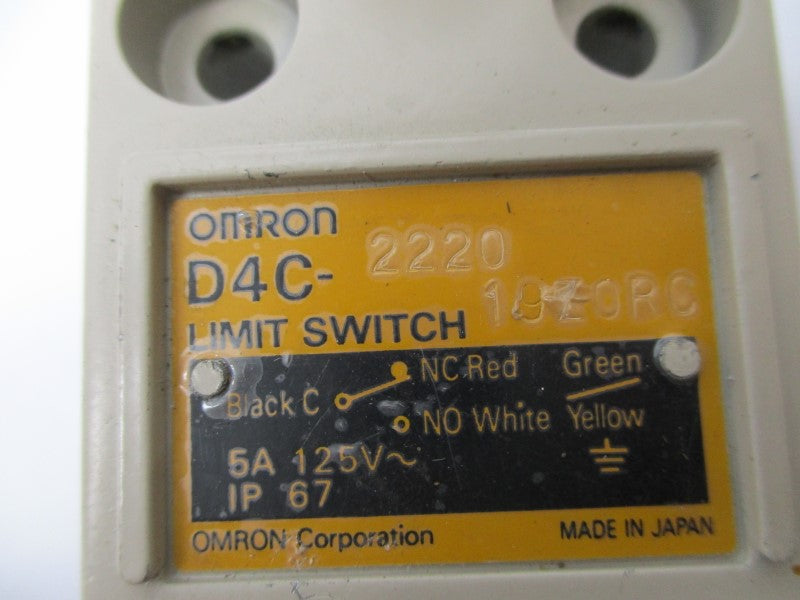 OMRON
D4C- 2220
LIMIT SWITCH
NC Red Green
Black C
NO White Yellow
5A 125V~
IP 67
OMRON Corporation MADE IN JAPAN